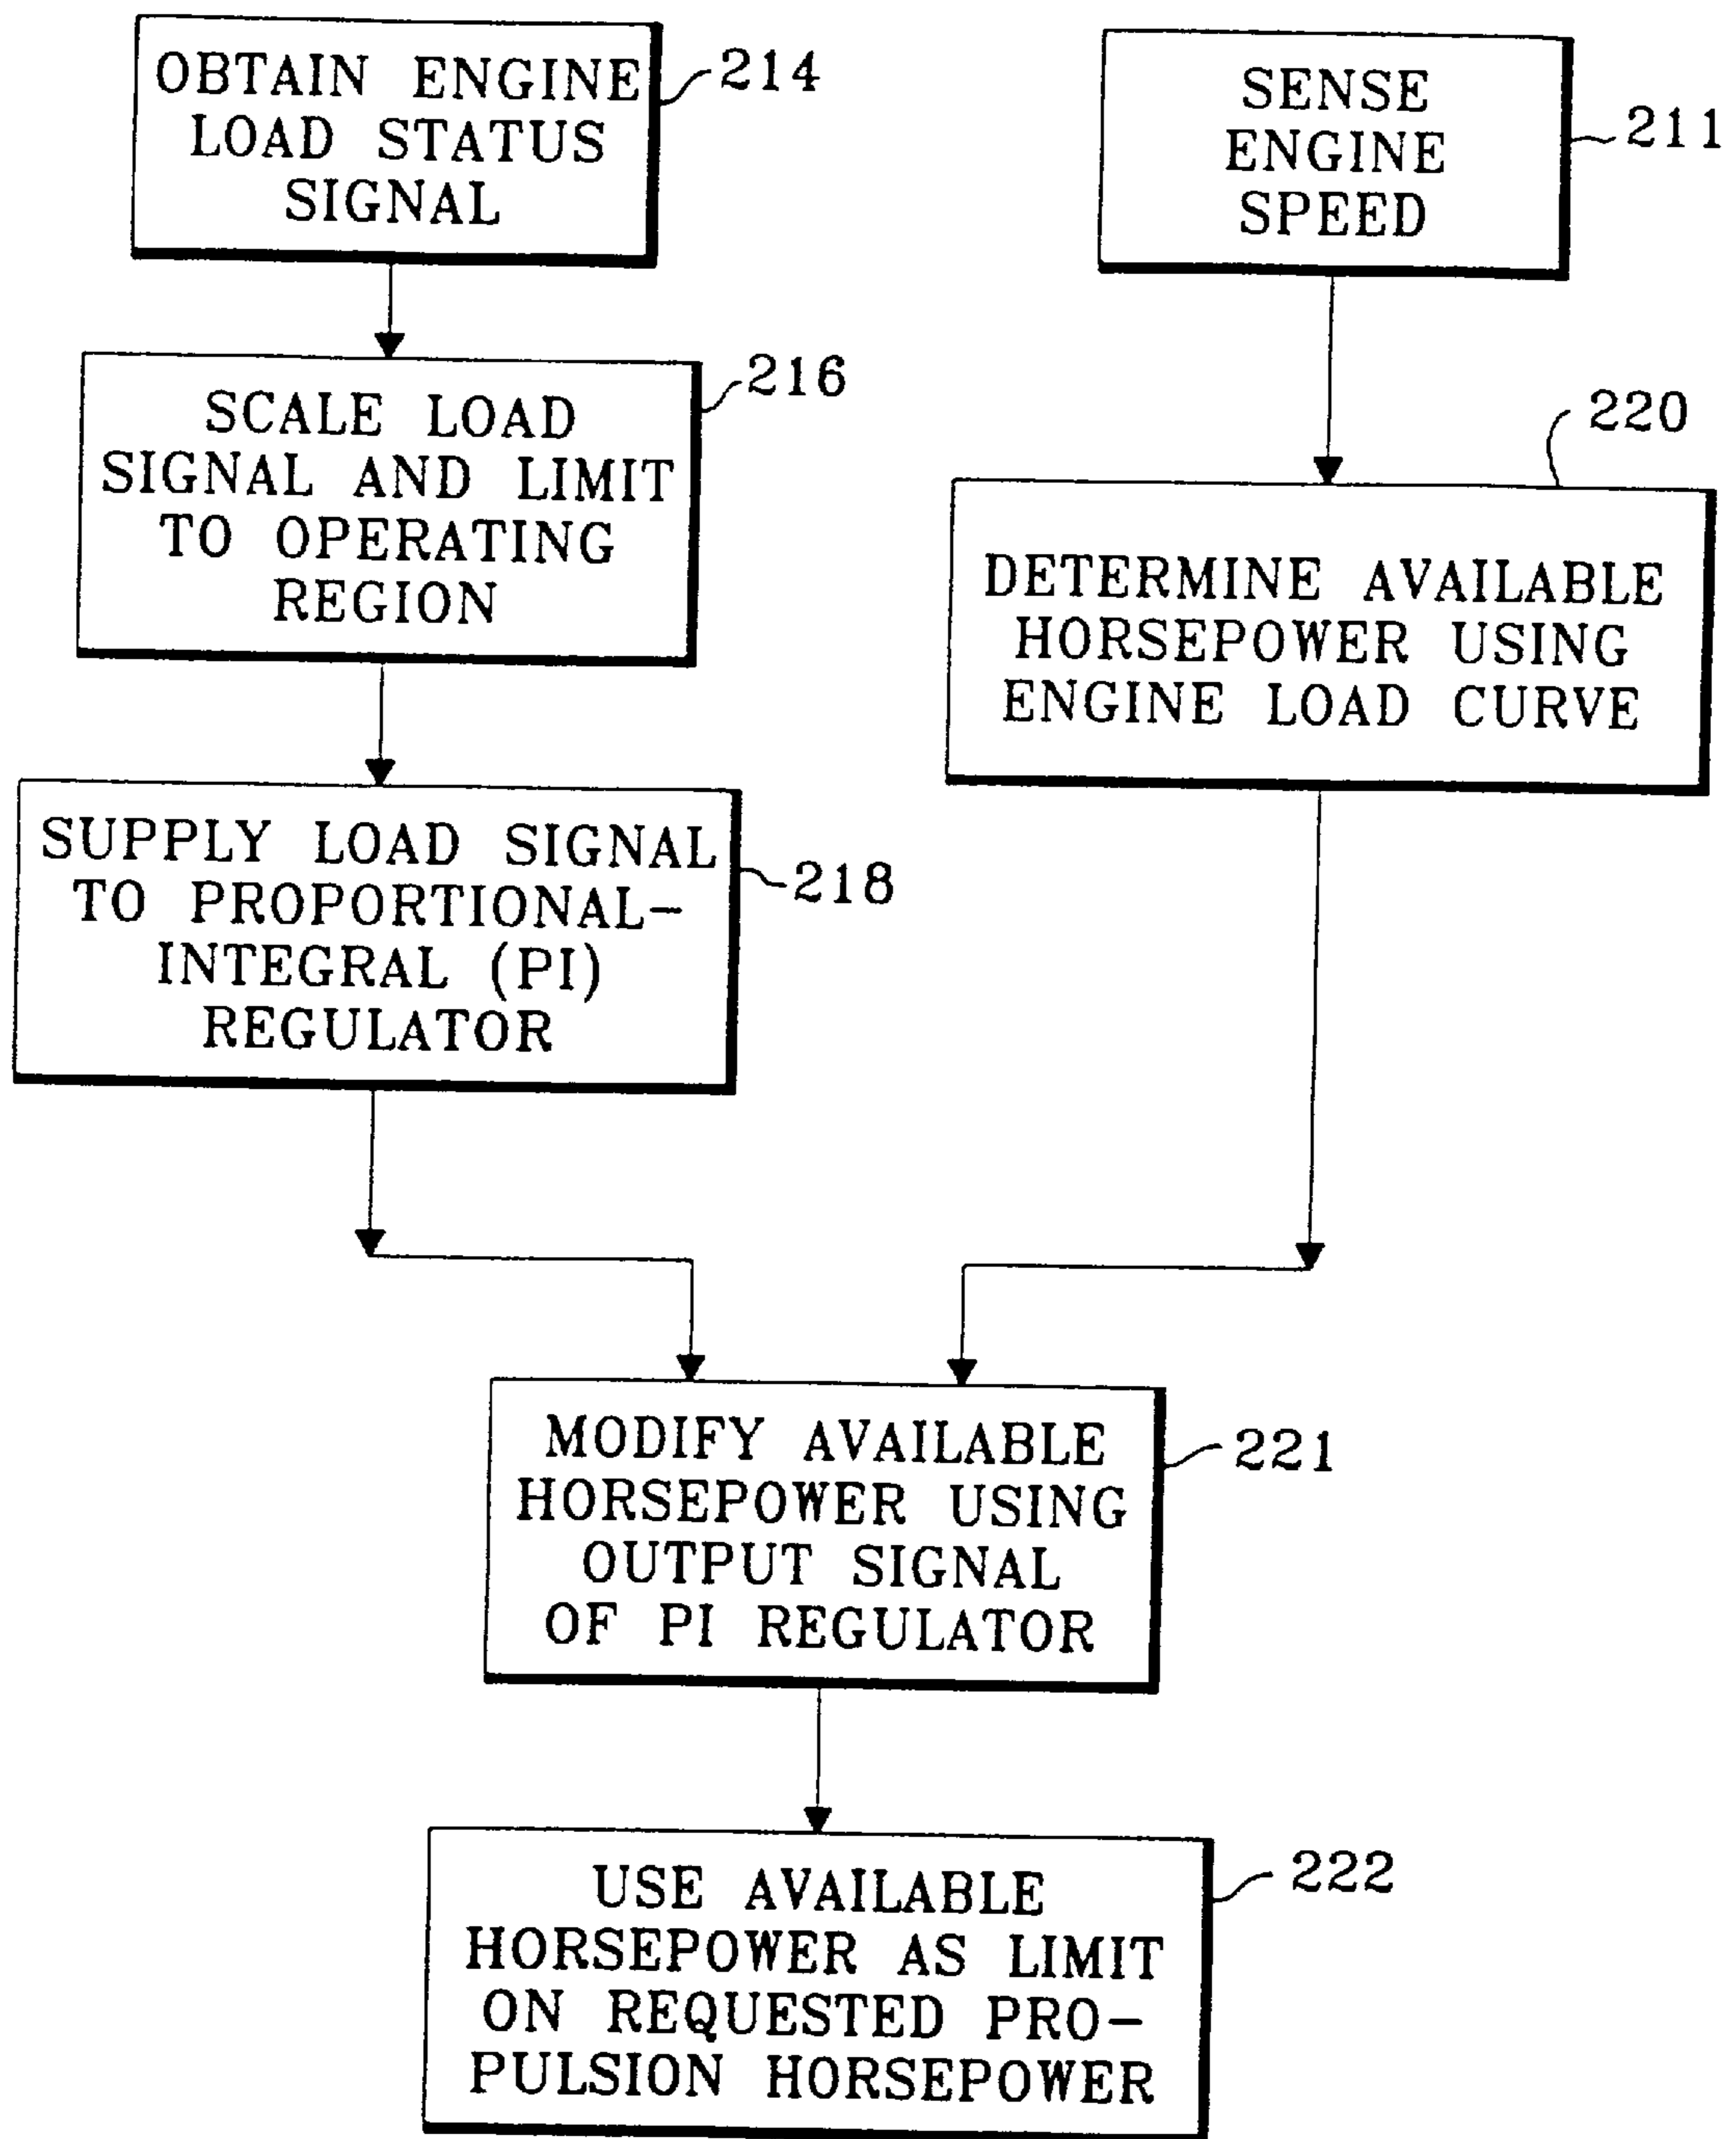 OBTAIN ENGINE
LOAD STATUS
SIGNAL
214
SENSE
ENGINE
SPEED
211
SCALE LOAD
SIGNAL AND LIMIT
TO OPERATING
REGION
216
220
DETERMINE AVAILABLE
HORSEPOWER USING
ENGINE LOAD CURVE
SUPPLY LOAD SIGNAL
TO PROPORTIONAL-
INTEGRAL (PI)
REGULATOR
218
MODIFY AVAILABLE
HORSEPOWER USING
OUTPUT SIGNAL
OF PI REGULATOR
221
USE AVAILABLE
HORSEPOWER AS LIMIT
ON REQUESTED PRO-
PULSION HORSEPOWER
222